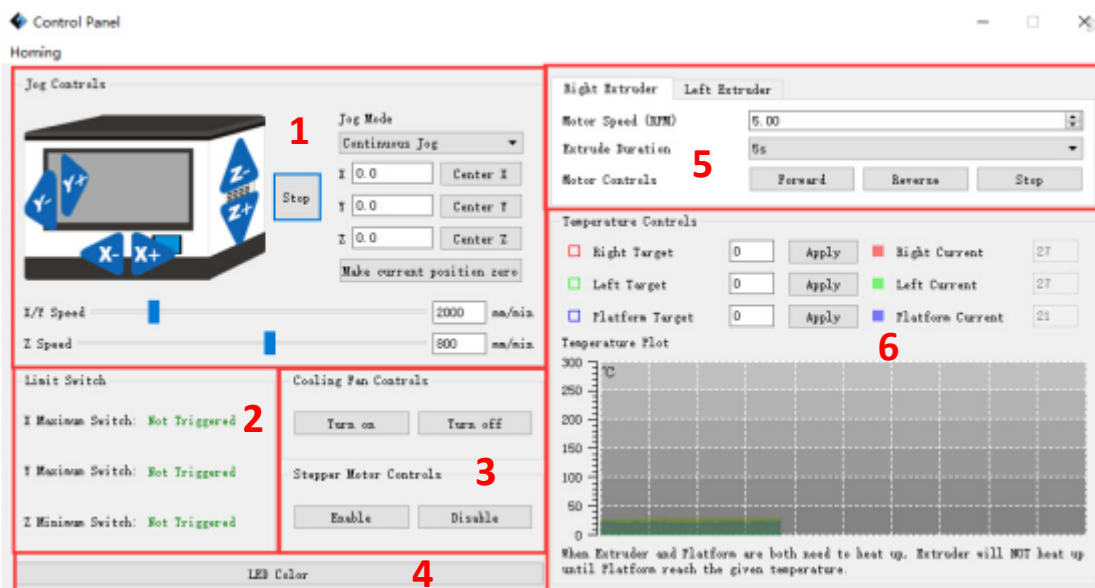 Control Panel
Homing
Jog Controls
1
Jog Mode
Continuous Jog
X 0.0 Center X
Y 0.0 Center Y
Z 0.0 Center Z
Make current position zero
Y- Y+
Z-
Z+
X- X+
Stop
X/Y Speed 2000 mm/min
Z Speed 800 mm/min
Limit Switch
2
X Maximum Switch: Not Triggered
Y Maximum Switch: Not Triggered
Z Minimum Switch: Not Triggered
Cooling Fan Controls
Turn on Turn off
3
Stepper Motor Controls
Enable Disable
LED Color
4
Right Extruder Left Extruder
Motor Speed (RPM) 5.00
Extrude Duration 5s
5
Motor Controls Forward Reverse Stop
Temperature Controls
Right Target 0 Apply Right Current 27
Left Target 0 Apply Left Current 27
Platform Target 0 Apply Platform Current 21
6
Temperature Plot
°C
300
250
200
150
100
50
0
When Extruder and Platform are both need to heat up, Extruder will NOT heat up
until Platform reach the given temperature.